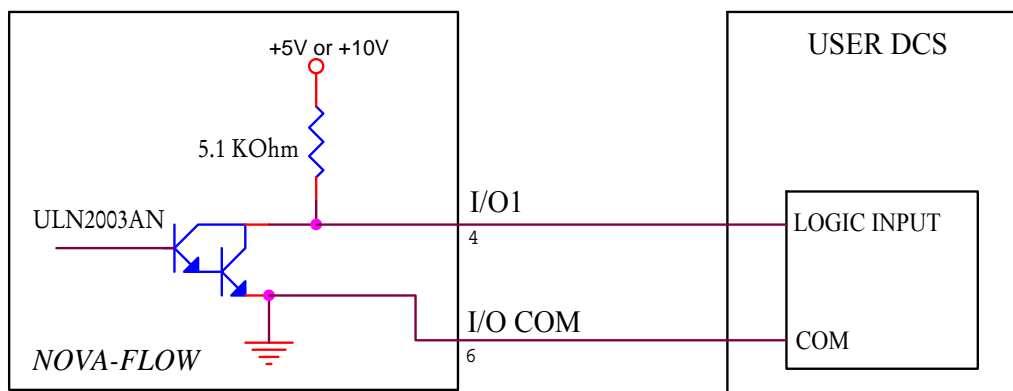 USER DCS
+5V or +10V
5.1 KOhm
I/O1
ULN2003AN
LOGIC INPUT
4
I/O COM
COM
NOVA-FLOW
6